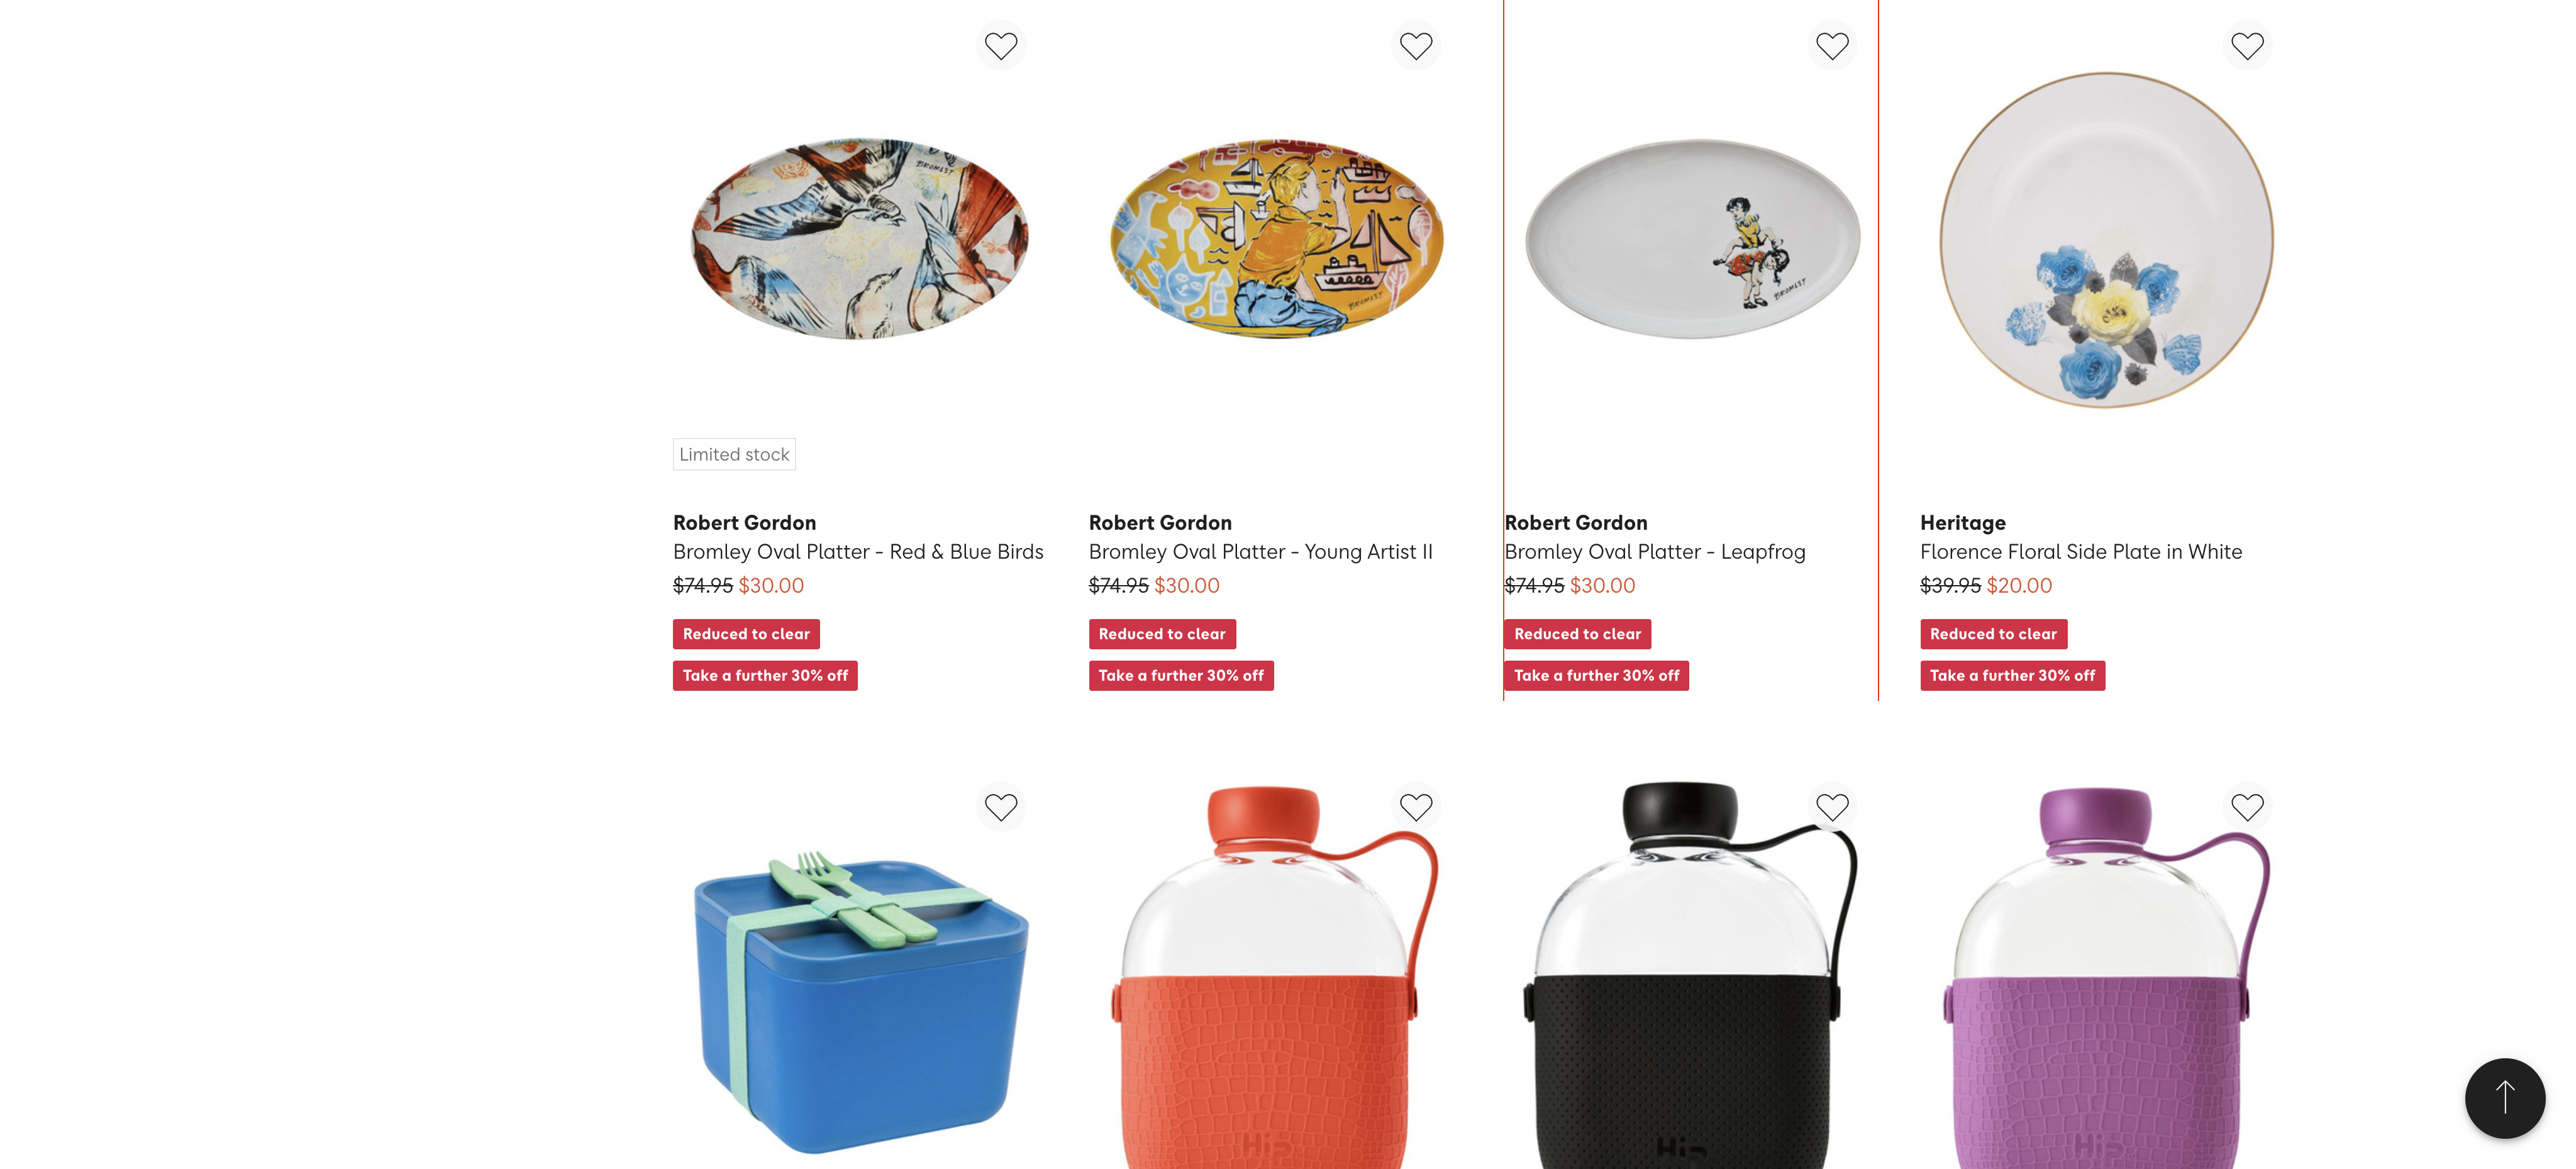 BROMLEY
BROMLEY
BROMLEY
Limited stock
Robert Gordon
Bromley Oval Platter - Red & Blue Birds
$74.95 $30.00
Reduced to clear
Take a further 30% off
Robert Gordon
Bromley Oval Platter - Young Artist II
$74.95 $30.00
Reduced to clear
Take a further 30% off
Robert Gordon
Bromley Oval Platter - Leapfrog
$74.95 $30.00
Reduced to clear
Take a further 30% off
Heritage
Florence Floral Side Plate in White
$39.95 $20.00
Reduced to clear
Take a further 30% off